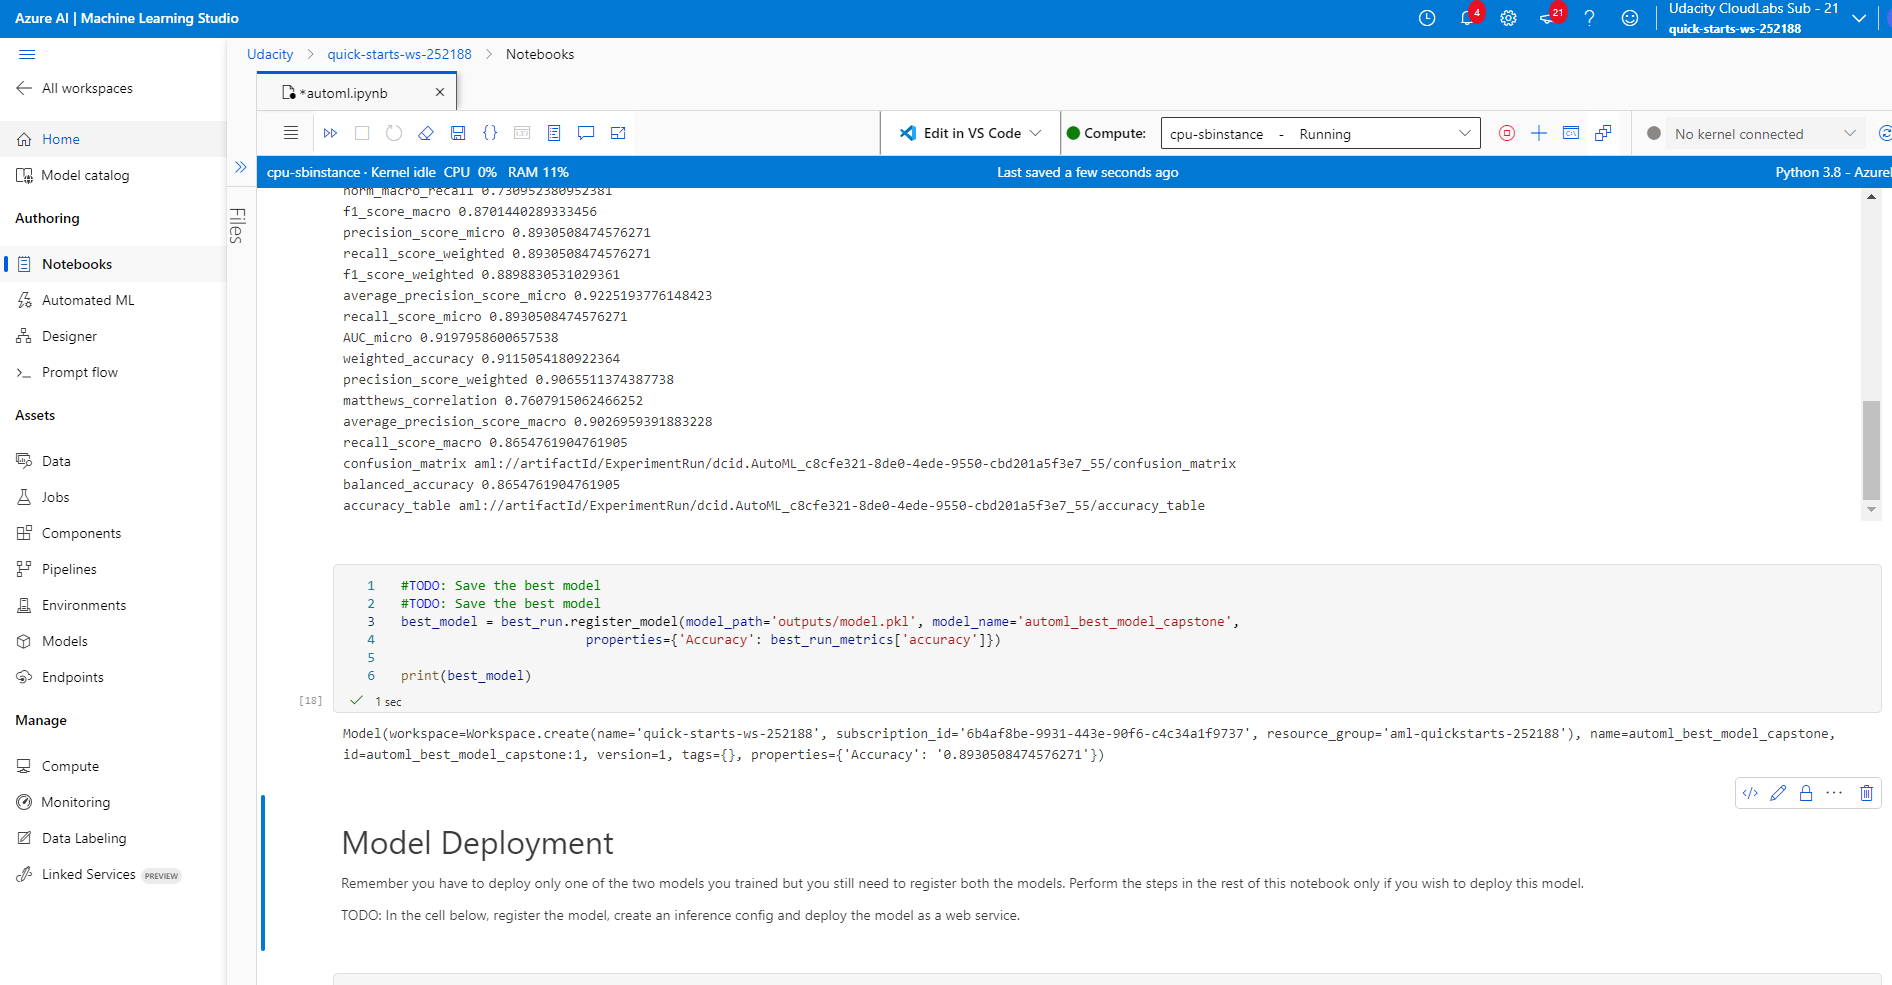 Azure AI | Machine Learning Studio
4
21
Udacity CloudLabs Sub - 21
quick-starts-ws-252188
All workspaces
Home
Model catalog
Authoring
Notebooks
Automated ML
Designer
Prompt flow
Assets
Data
Jobs
Components
Pipelines
Environments
Models
Endpoints
Manage
Compute
Monitoring
Data Labeling
Linked Services PREVIEW
Udacity > quick-starts-ws-252188 > Notebooks
*automl.ipynb
Edit in VS Code
Compute:
cpu-sbinstance - Running
No kernel connected
cpu-sbinstance · Kernel idle CPU 0% RAM 11%
Last saved a few seconds ago
Python 3.8 - Azure
Files
norm_macro_recall 0.730952380952381
f1_score_macro 0.8701440289333456
precision_score_micro 0.8930508474576271
recall_score_weighted 0.8930508474576271
f1_score_weighted 0.8898830531029361
average_precision_score_micro 0.9225193776148423
recall_score_micro 0.8930508474576271
AUC_micro 0.9197958600657538
weighted_accuracy 0.9115054180922364
precision_score_weighted 0.9065511374387738
matthews_correlation 0.7607915062466252
average_precision_score_macro 0.9026959391883228
recall_score_macro 0.8654761904761905
confusion_matrix aml://artifactId/ExperimentRun/dcid.AutoML_c8cfe321-8de0-4ede-9550-cbd201a5f3e7_55/confusion_matrix
balanced_accuracy 0.8654761904761905
accuracy_table aml://artifactId/ExperimentRun/dcid.AutoML_c8cfe321-8de0-4ede-9550-cbd201a5f3e7_55/accuracy_table
1 #TODO: Save the best model
2 #TODO: Save the best model
3 best_model = best_run.register_model(model_path='outputs/model.pkl', model_name='automl_best_model_capstone',
4 properties={'Accuracy': best_run_metrics['accuracy']})
5
6 print(best_model)
[18]
1 sec
Model(workspace=Workspace.create(name='quick-starts-ws-252188', subscription_id='6b4af8be-9931-443e-90f6-c4c34a1f9737', resource_group='aml-quickstarts-252188'), name=automl_best_model_capstone,
id=automl_best_model_capstone:1, version=1, tags={}, properties={'Accuracy': '0.8930508474576271'})
Model Deployment
Remember you have to deploy only one of the two models you trained but you still need to register both the models. Perform the steps in the rest of this notebook only if you wish to deploy this model.
TODO: In the cell below, register the model, create an inference config and deploy the model as a web service.